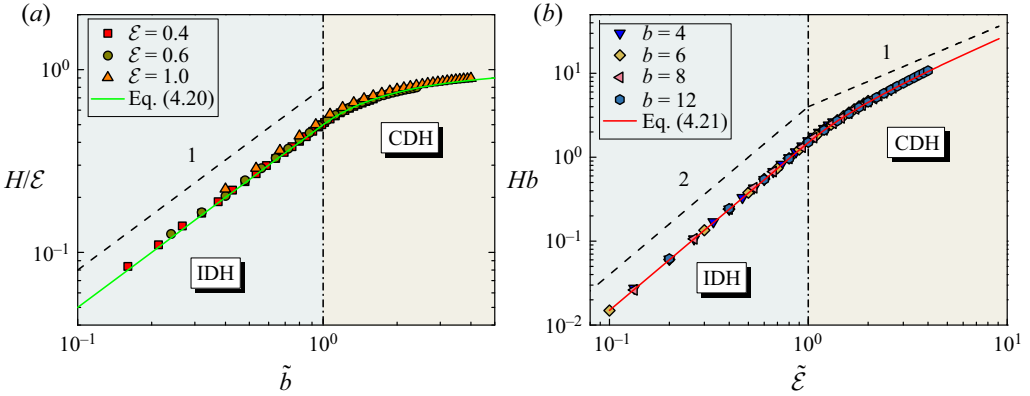 (a)
ℰ = 0.4
ℰ = 0.6
ℰ = 1.0
Eq. (4.20)
10⁰
10⁻¹
H/ℰ
1
CDH
IDH
10⁻¹
10⁰
b̃
(b)
b = 4
b = 6
b = 8
b = 12
Eq. (4.21)
10²
10¹
10⁰
10⁻¹
10⁻²
Hb
1
2
CDH
IDH
10⁻¹
10⁰
10¹
ℰ̃